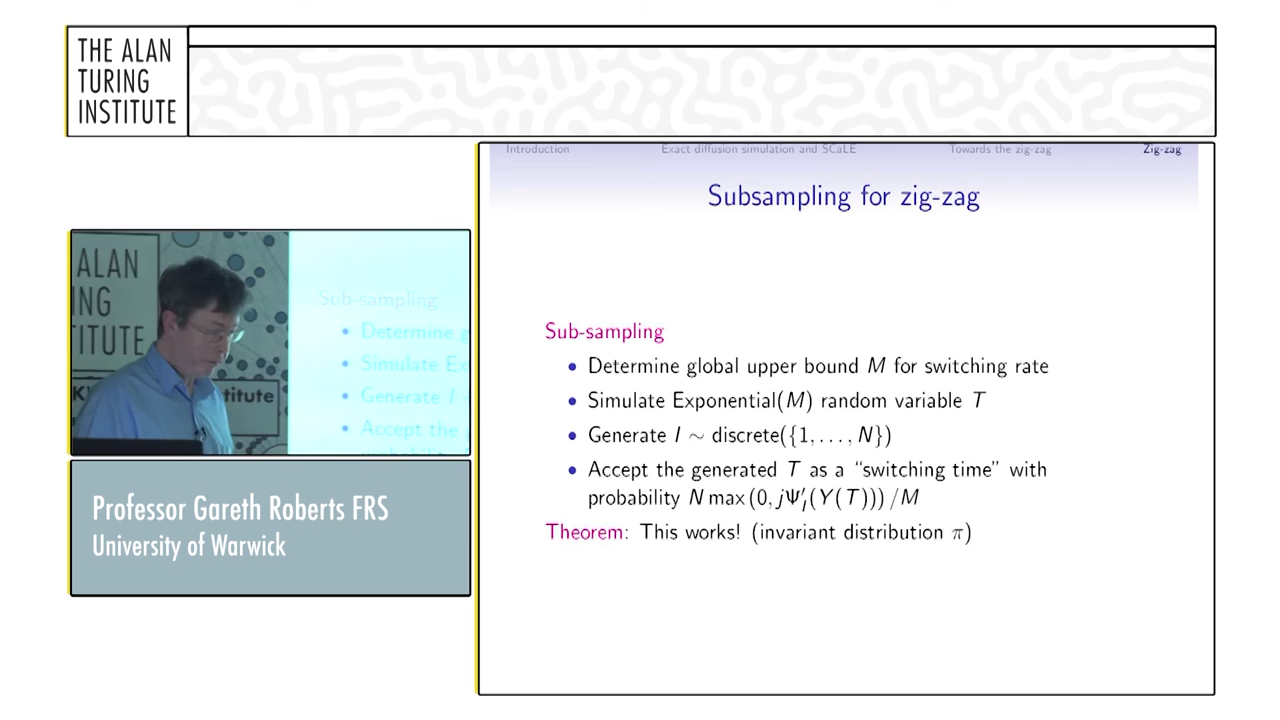 THE ALAN
TURING
INSTITUTE
Introduction
Exact diffusion simulation and SCaLE
Towards the zig-zag
Zig-zag
Subsampling for zig-zag
Sub-sampling
• Determine global upper bound M for switching rate
• Simulate Exponential(M) random variable T
• Generate I ∼ discrete({1, . . . , N})
• Accept the generated T as a “switching time” with
probability N max (0, jΨ′_I(Y(T))) /M
Theorem: This works! (invariant distribution π)
ALAN
ING
TITUTE
titute
Sub-sampling
• Determine g
• Simulate Ex
• Generate I
• Accept the
Professor Gareth Roberts FRS
University of Warwick